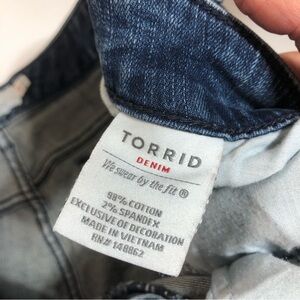 TORRID
DENIM
We swear by the fit ®
98% COTTON
2% SPANDEX
EXCLUSIVE OF DECORATION
MADE IN VIETNAM
RN# 148862